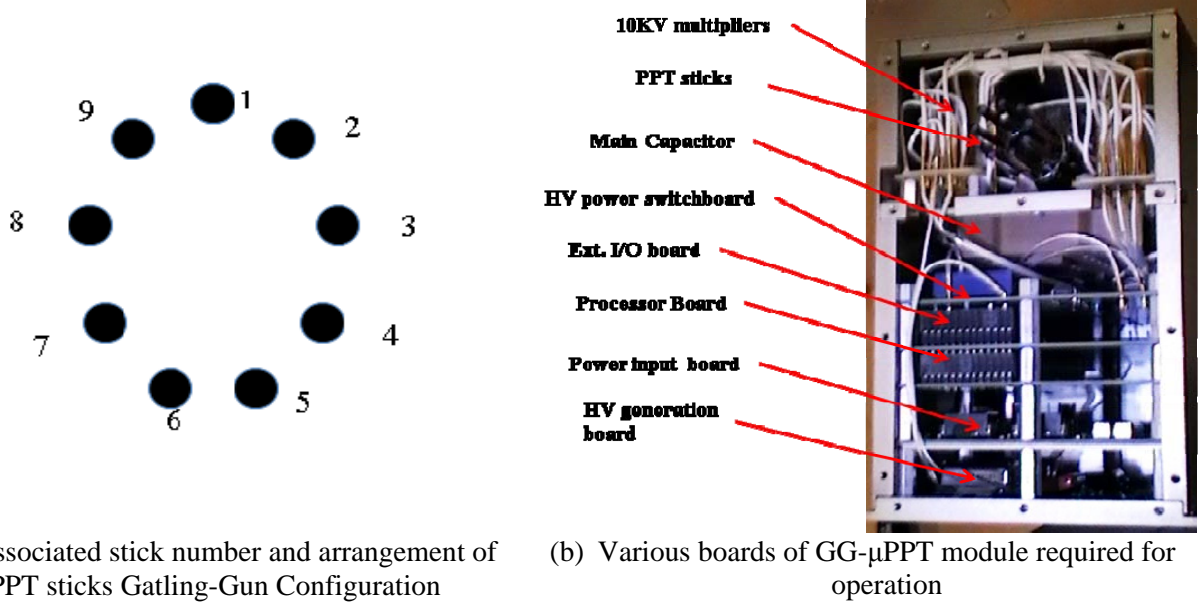 1
2
3
4
5
6
7
8
9
10KV multipliers
PPT sticks
Main Capacitor
HV power switchboard
Ext. I/O board
Processor Board
Power input board
HV generation
board
ssociated stick number and arrangement of
PPT sticks Gatling-Gun Configuration
(b) Various boards of GG-μPPT module required for
operation